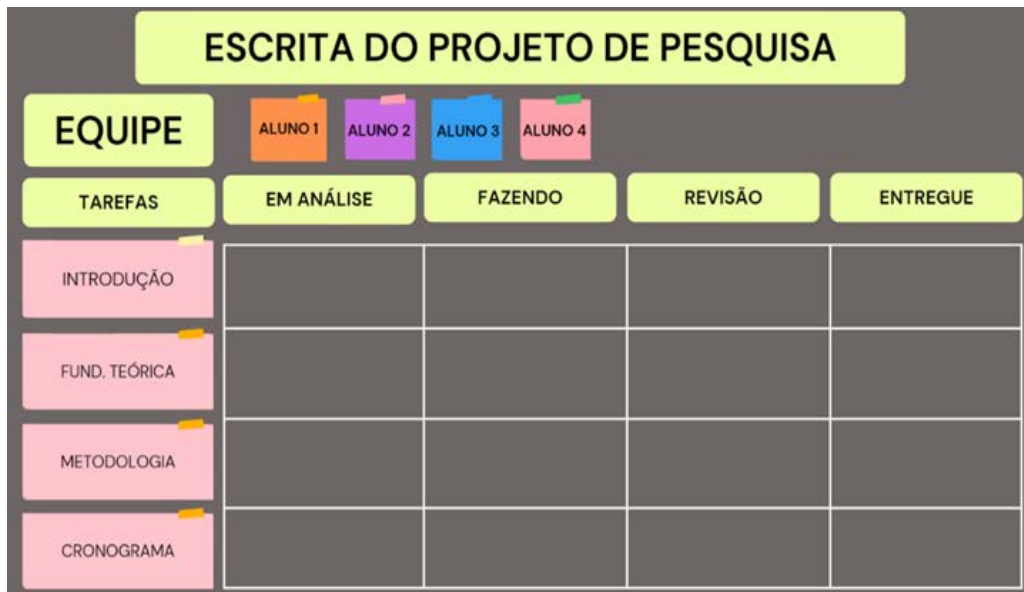 ESCRITA DO PROJETO DE PESQUISA
EQUIPE
ALUNO 1
ALUNO 2
ALUNO 3
ALUNO 4
TAREFAS
EM ANÁLISE
FAZENDO
REVISÃO
ENTREGUE
INTRODUÇÃO
FUND. TEÓRICA
METODOLOGIA
CRONOGRAMA